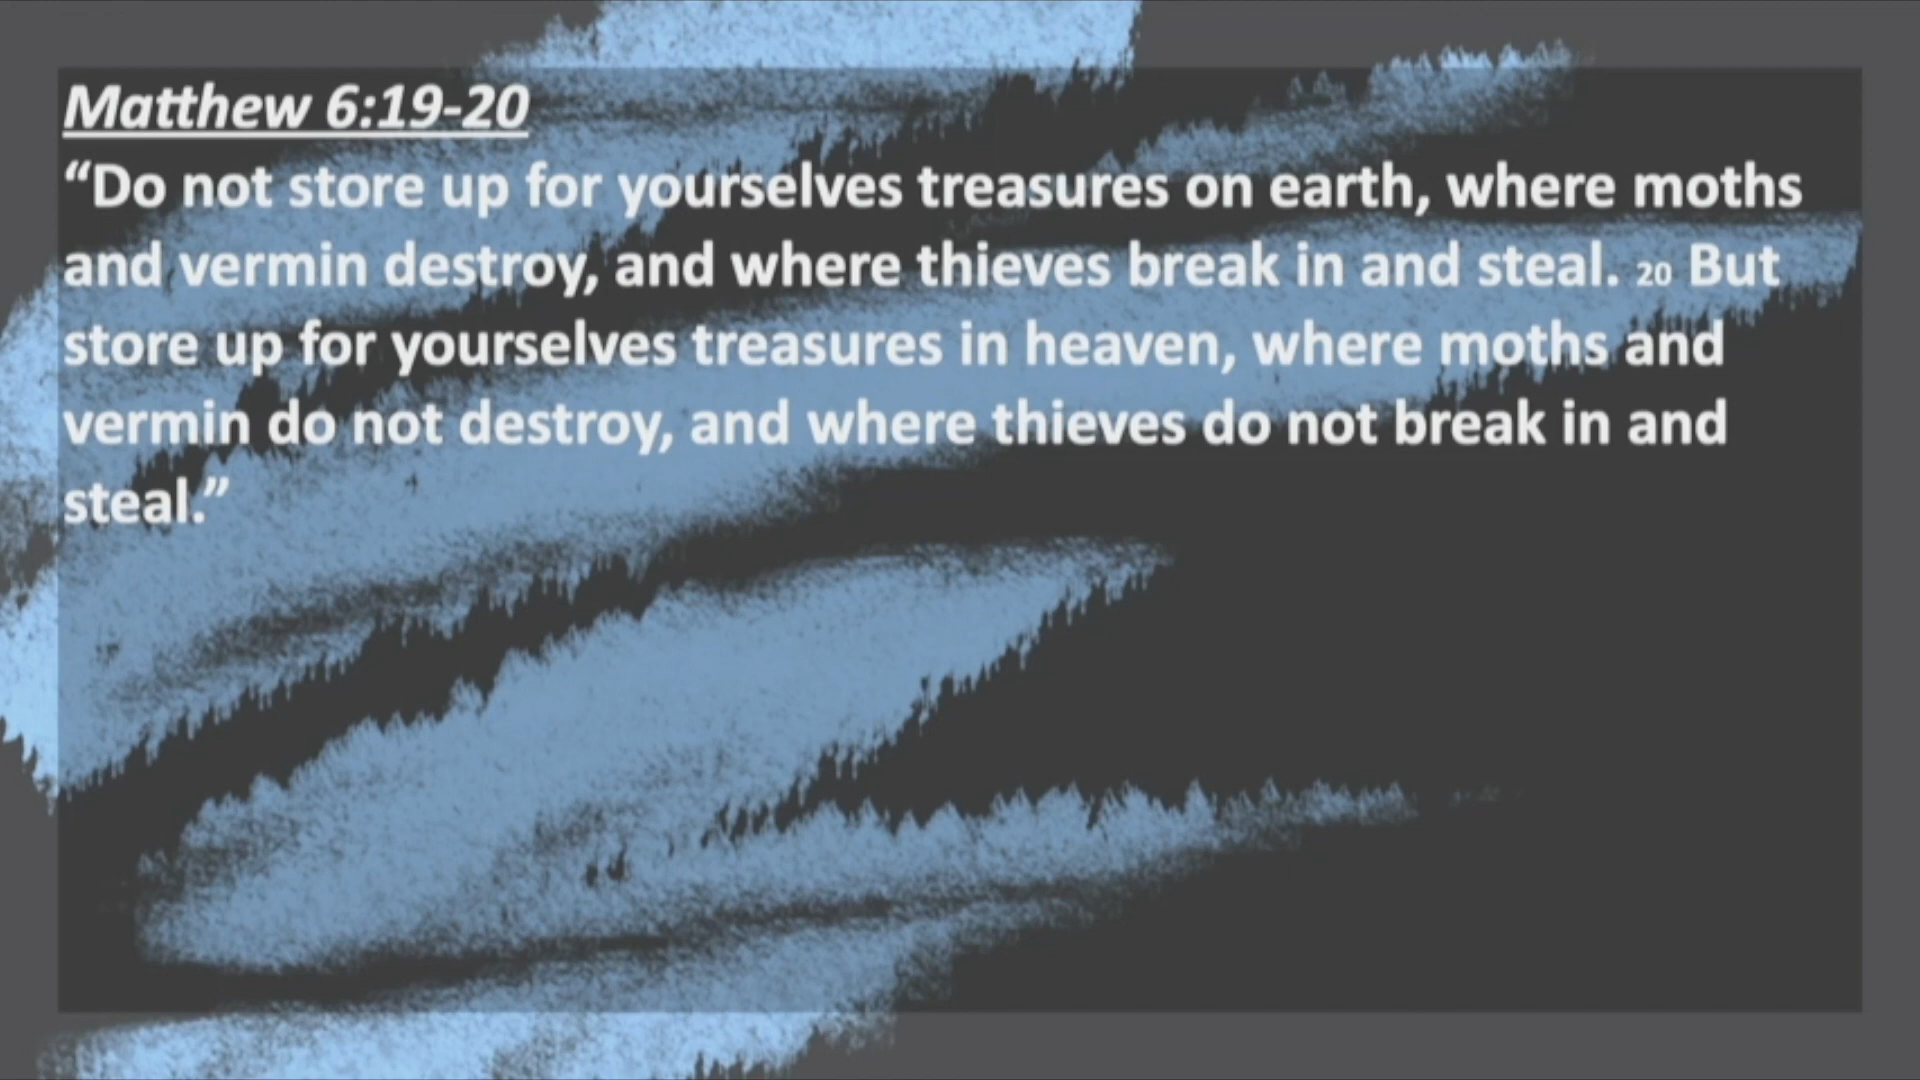 Matthew 6:19-20
“Do not store up for yourselves treasures on earth, where moths
and vermin destroy, and where thieves break in and steal. 20 But
store up for yourselves treasures in heaven, where moths and
vermin do not destroy, and where thieves do not break in and
steal.”